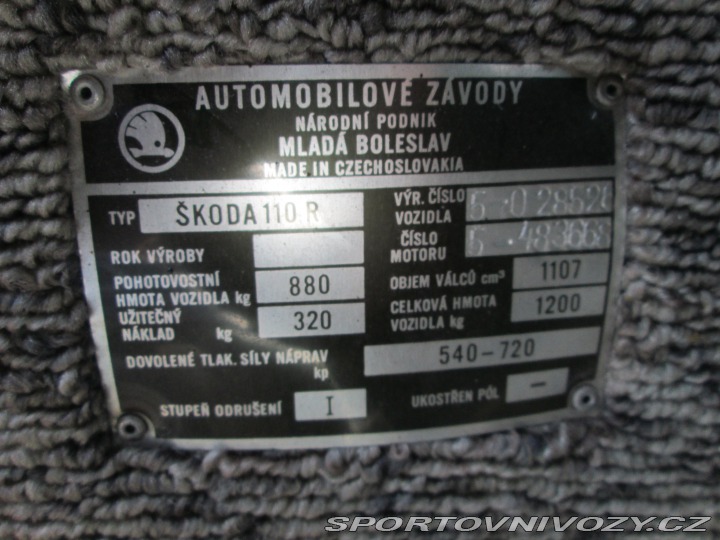 AUTOMOBILOVÉ ZÁVODY
NÁRODNÍ PODNIK
MLADÁ BOLESLAV
MADE IN CZECHOSLOVAKIA
TYP ŠKODA 110 R
VÝR. ČÍSLO
VOZIDLA
ČÍSLO
MOTORU
ROK VÝROBY
POHOTOVOSTNÍ
HMOTA VOZIDLA kg 880
OBJEM VÁLCŮ cm³ 1107
UŽITEČNÝ
NÁKLAD kg 320
CELKOVÁ HMOTA
VOZIDLA kg 1200
DOVOLENÉ TLAK. SÍLY NÁPRAV
kp 540-720
STUPEŇ ODRUŠENÍ I
UKOSTŘEN PÓL -
SPORTOVNIVOZY.CZ